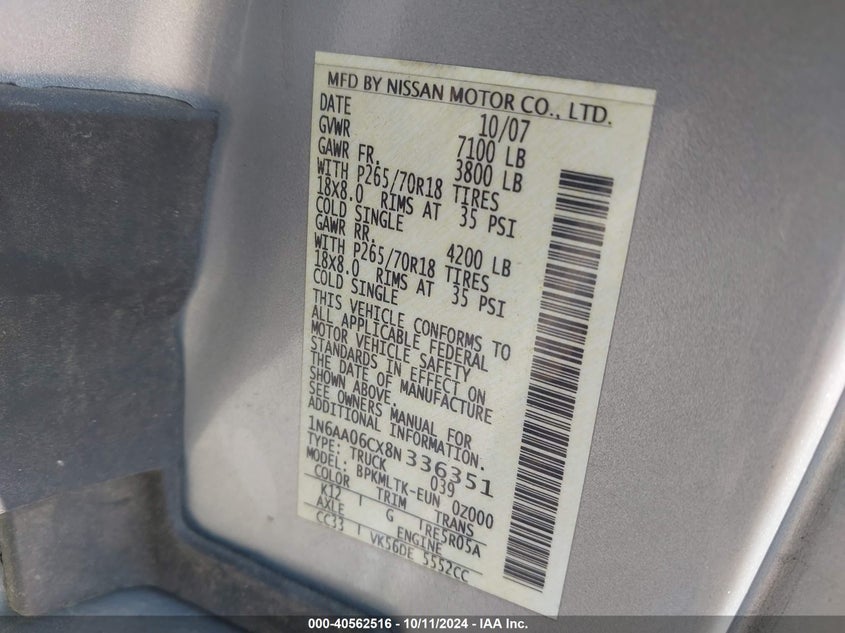 MFD BY NISSAN MOTOR CO., LTD.
DATE 10/07
GVWR 7100 LB
GAWR FR. 3800 LB
WITH P265/70R18 TIRES
18X8.0 RIMS AT 35 PSI
COLD SINGLE
GAWR RR. 4200 LB
WITH P265/70R18 TIRES
18X8.0 RIMS AT 35 PSI
COLD SINGLE
THIS VEHICLE CONFORMS TO
ALL APPLICABLE FEDERAL
MOTOR VEHICLE SAFETY
STANDARDS IN EFFECT ON
THE DATE OF MANUFACTURE
SHOWN ABOVE.
SEE OWNERS MANUAL FOR
ADDITIONAL INFORMATION.
1N6AA06CX8N336351
TYPE: TRUCK 039
MODEL: BPKMLTK-EUN 02000
COLOR TRIM TRANS
K12 G RE5R05A
AXLE ENGINE
CC33 VK56DE 5552CC
000-40562516 - 10/11/2024 - IAA Inc.